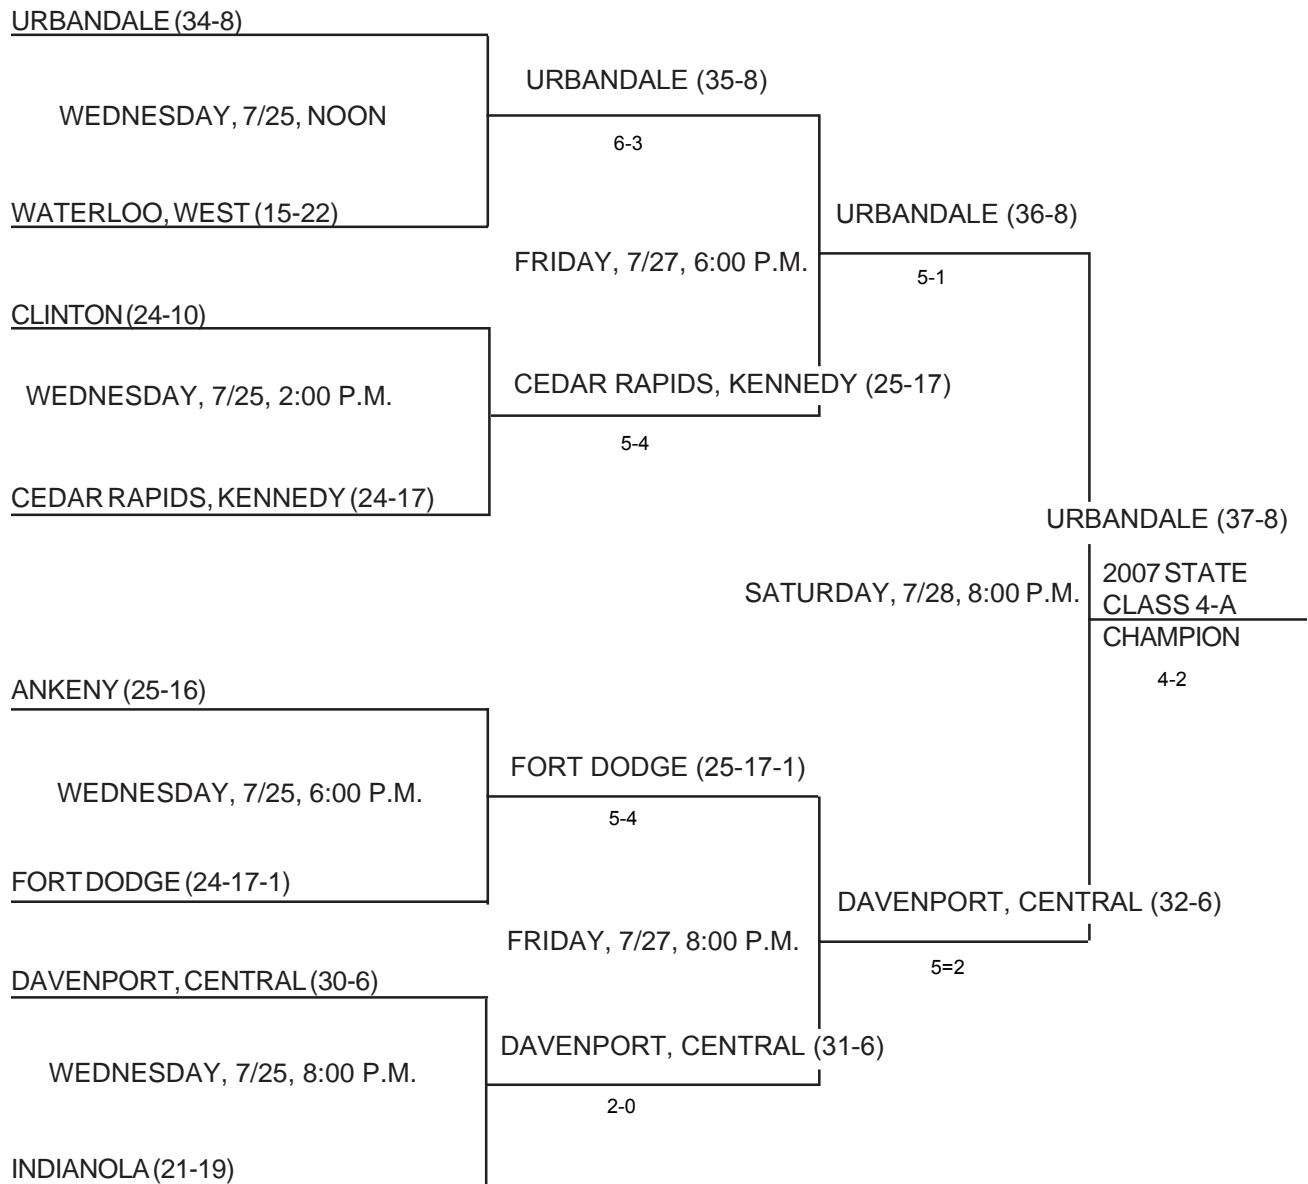 URBANDALE (34-8)
URBANDALE (35-8)
WEDNESDAY, 7/25, NOON
6-3
WATERLOO, WEST (15-22)
URBANDALE (36-8)
FRIDAY, 7/27, 6:00 P.M.
5-1
CLINTON (24-10)
CEDAR RAPIDS, KENNEDY (25-17)
WEDNESDAY, 7/25, 2:00 P.M.
5-4
CEDAR RAPIDS, KENNEDY (24-17)
URBANDALE (37-8)
SATURDAY, 7/28, 8:00 P.M.
2007 STATE
CLASS 4-A
CHAMPION
4-2
ANKENY (25-16)
FORT DODGE (25-17-1)
WEDNESDAY, 7/25, 6:00 P.M.
5-4
FORT DODGE (24-17-1)
DAVENPORT, CENTRAL (32-6)
FRIDAY, 7/27, 8:00 P.M.
5=2
DAVENPORT, CENTRAL (30-6)
DAVENPORT, CENTRAL (31-6)
WEDNESDAY, 7/25, 8:00 P.M.
2-0
INDIANOLA (21-19)